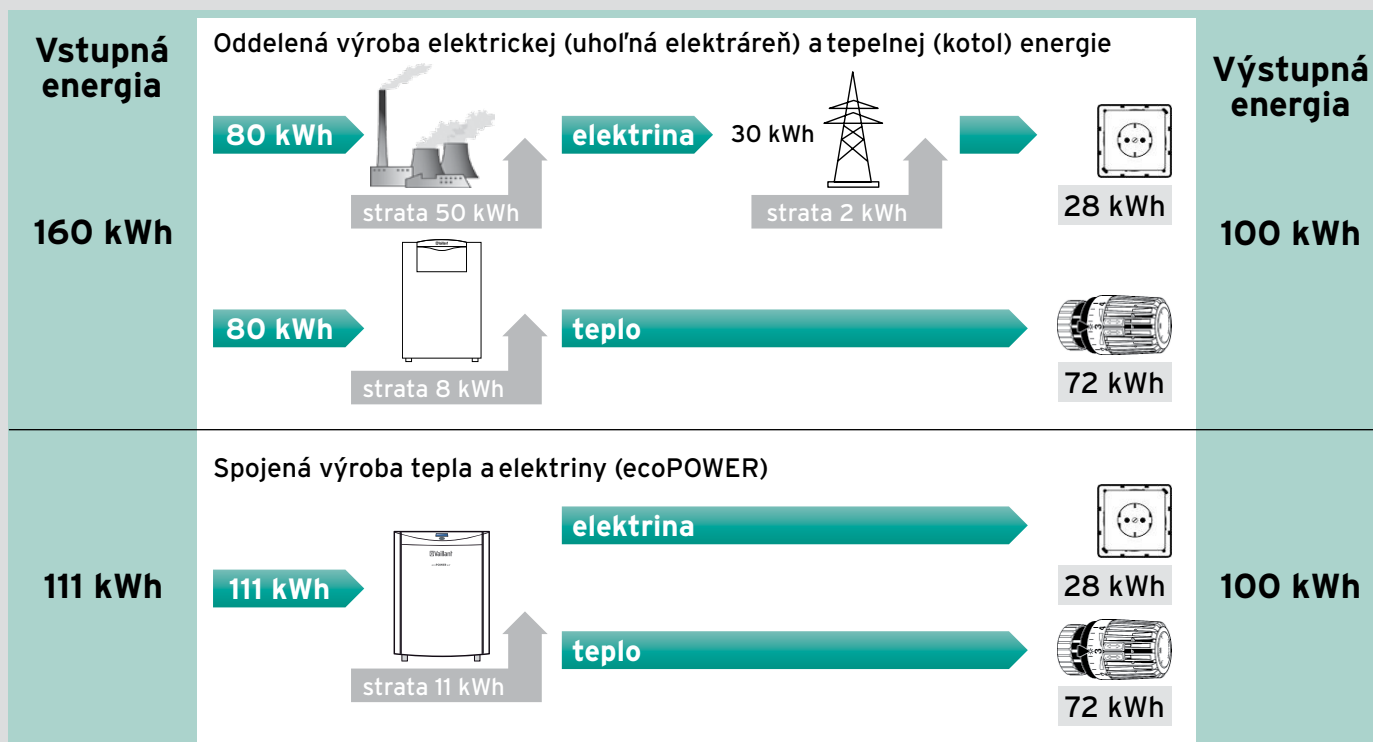 Vstupná
energia
Oddelená výroba elektrickej (uhoľná elektráreň) a tepelnej (kotol) energie
Výstupná
energia
80 kWh
elektrina
30 kWh
strata 50 kWh
strata 2 kWh
28 kWh
160 kWh
100 kWh
Vaillant
80 kWh
teplo
strata 8 kWh
72 kWh
Spojená výroba tepla a elektriny (ecoPOWER)
elektrina
Vaillant
111 kWh
111 kWh
28 kWh
100 kWh
teplo
strata 11 kWh
72 kWh